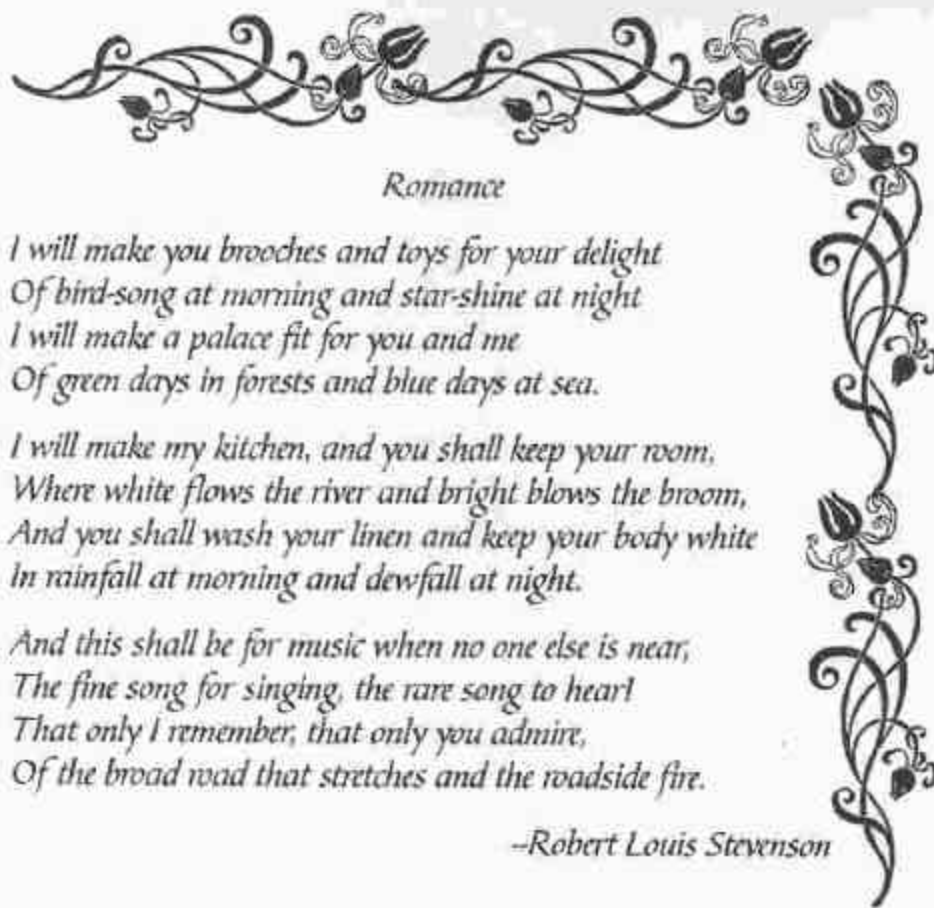 Romance
I will make you brooches and toys for your delight
Of bird-song at morning and star-shine at night
I will make a palace fit for you and me
Of green days in forests and blue days at sea.
I will make my kitchen, and you shall keep your room,
Where white flows the river and bright blows the broom,
And you shall wash your linen and keep your body white
In rainfall at morning and dewfall at night.
And this shall be for music when no one else is near,
The fine song for singing, the rare song to hear!
That only I remember, that only you admire,
Of the broad road that stretches and the roadside fire.
--Robert Louis Stevenson